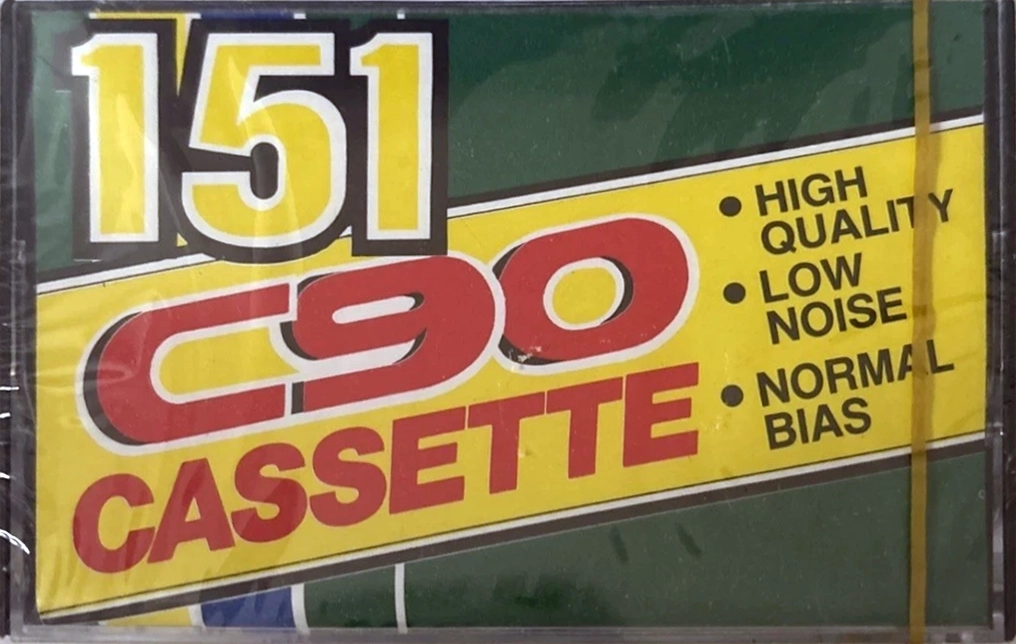 151
C90
CASSETTE
• HIGH
QUALITY
• LOW
NOISE
• NORMAL
BIAS